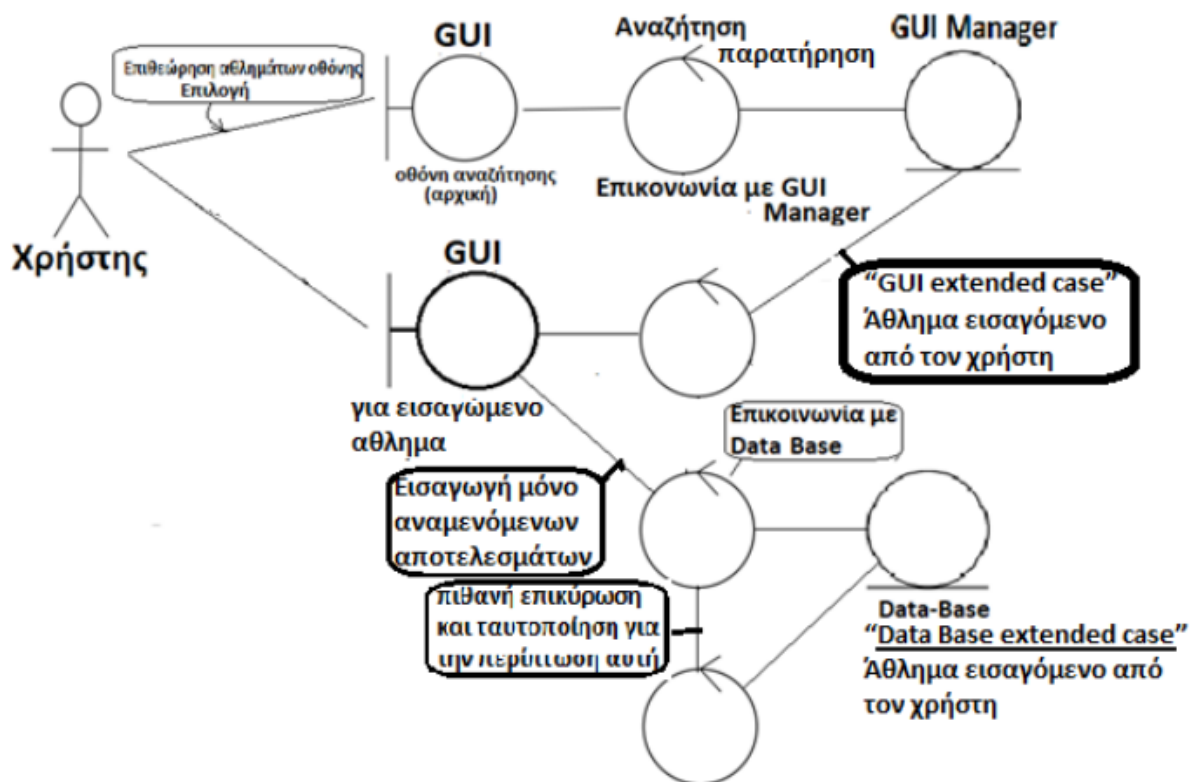 GUI
Αναζήτηση
παρατήρηση
GUI Manager
Επιθεώρηση αθλημάτων οθόνης
Επιλογή
οθόνη αναζήτησης
(αρχική)
Επικονωνία με GUI
Manager
Χρήστης
GUI
“GUI extended case”
Άθλημα εισαγόμενο
από τον χρήστη
για εισαγώμενο
αθλημα
Επικοινωνία με
Data Base
Εισαγωγή μόνο
αναμενόμενων
αποτελεσμάτων
πιθανή επικύρωση
και ταυτοποίηση για
την περίπτωση αυτή
Data-Base
“Data Base extended case”
Άθλημα εισαγόμενο από
τον χρήστη